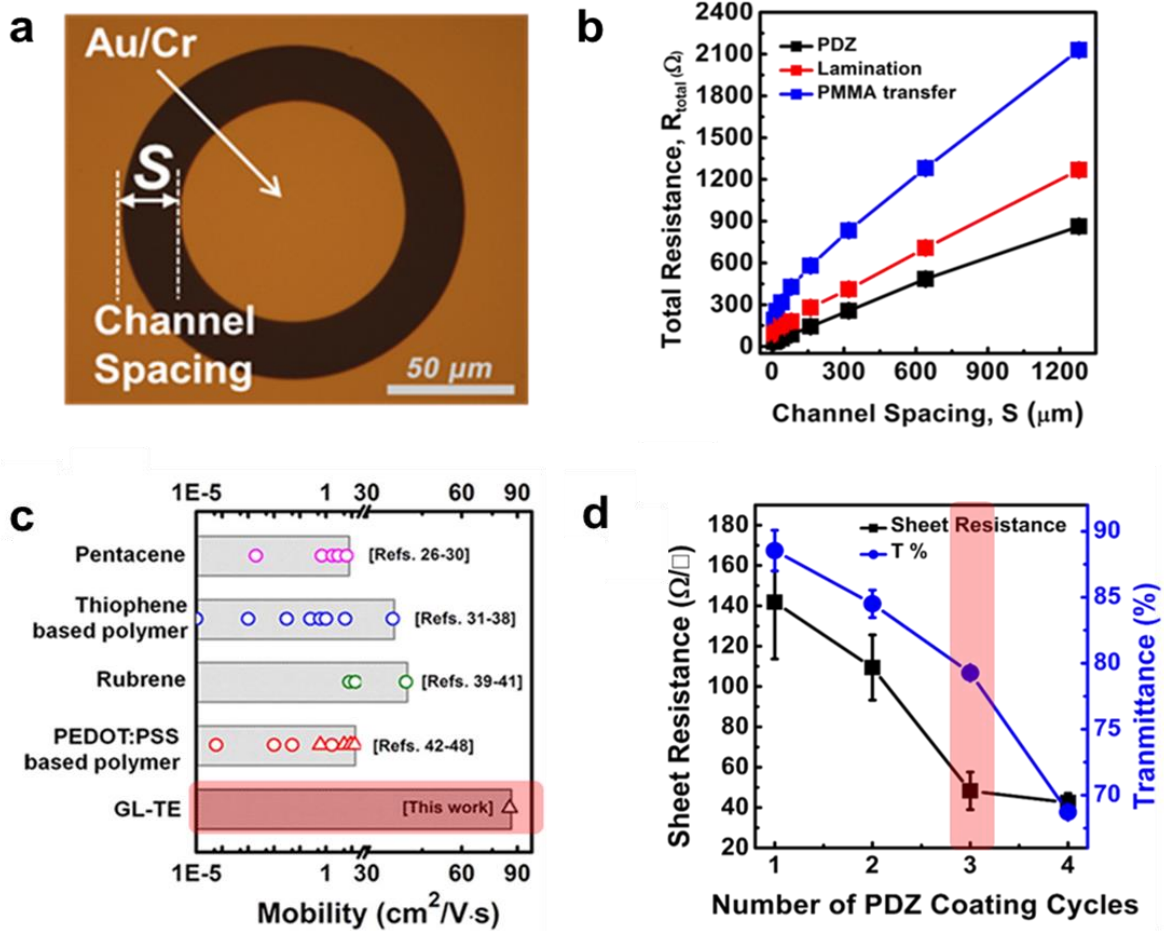 a
Au/Cr
S
Channel
Spacing
50 μm
b
2400
2100
1800
1500
1200
900
600
300
0
Total Resistance, Rtotal (Ω)
PDZ
Lamination
PMMA transfer
0 300 600 900 1200
Channel Spacing, S (μm)
c
1E-5 1 30 60 90
Pentacene
[Refs. 26-30]
Thiophene
based polymer
[Refs. 31-38]
Rubrene
[Refs. 39-41]
PEDOT:PSS
based polymer
[Refs. 42-48]
GL-TE
[This work]
1E-5 1 30 60 90
Mobility (cm²/V·s)
d
180
160
140
120
100
80
60
40
20
Sheet Resistance (Ω/□)
Sheet Resistance
T %
90
85
80
75
70
Tranmittance (%)
1 2 3 4
Number of PDZ Coating Cycles